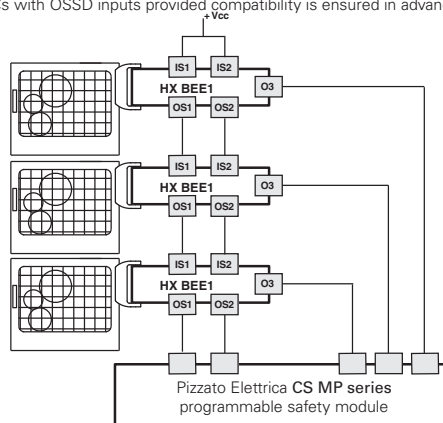 Cs with OSSD inputs provided compatibility is ensured in advan
+ Vcc
IS1 IS2
HX BEE1 O3
OS1 OS2
IS1 IS2
HX BEE1 O3
OS1 OS2
IS1 IS2
HX BEE1 O3
OS1 OS2
Pizzato Elettrica CS MP series
programmable safety module